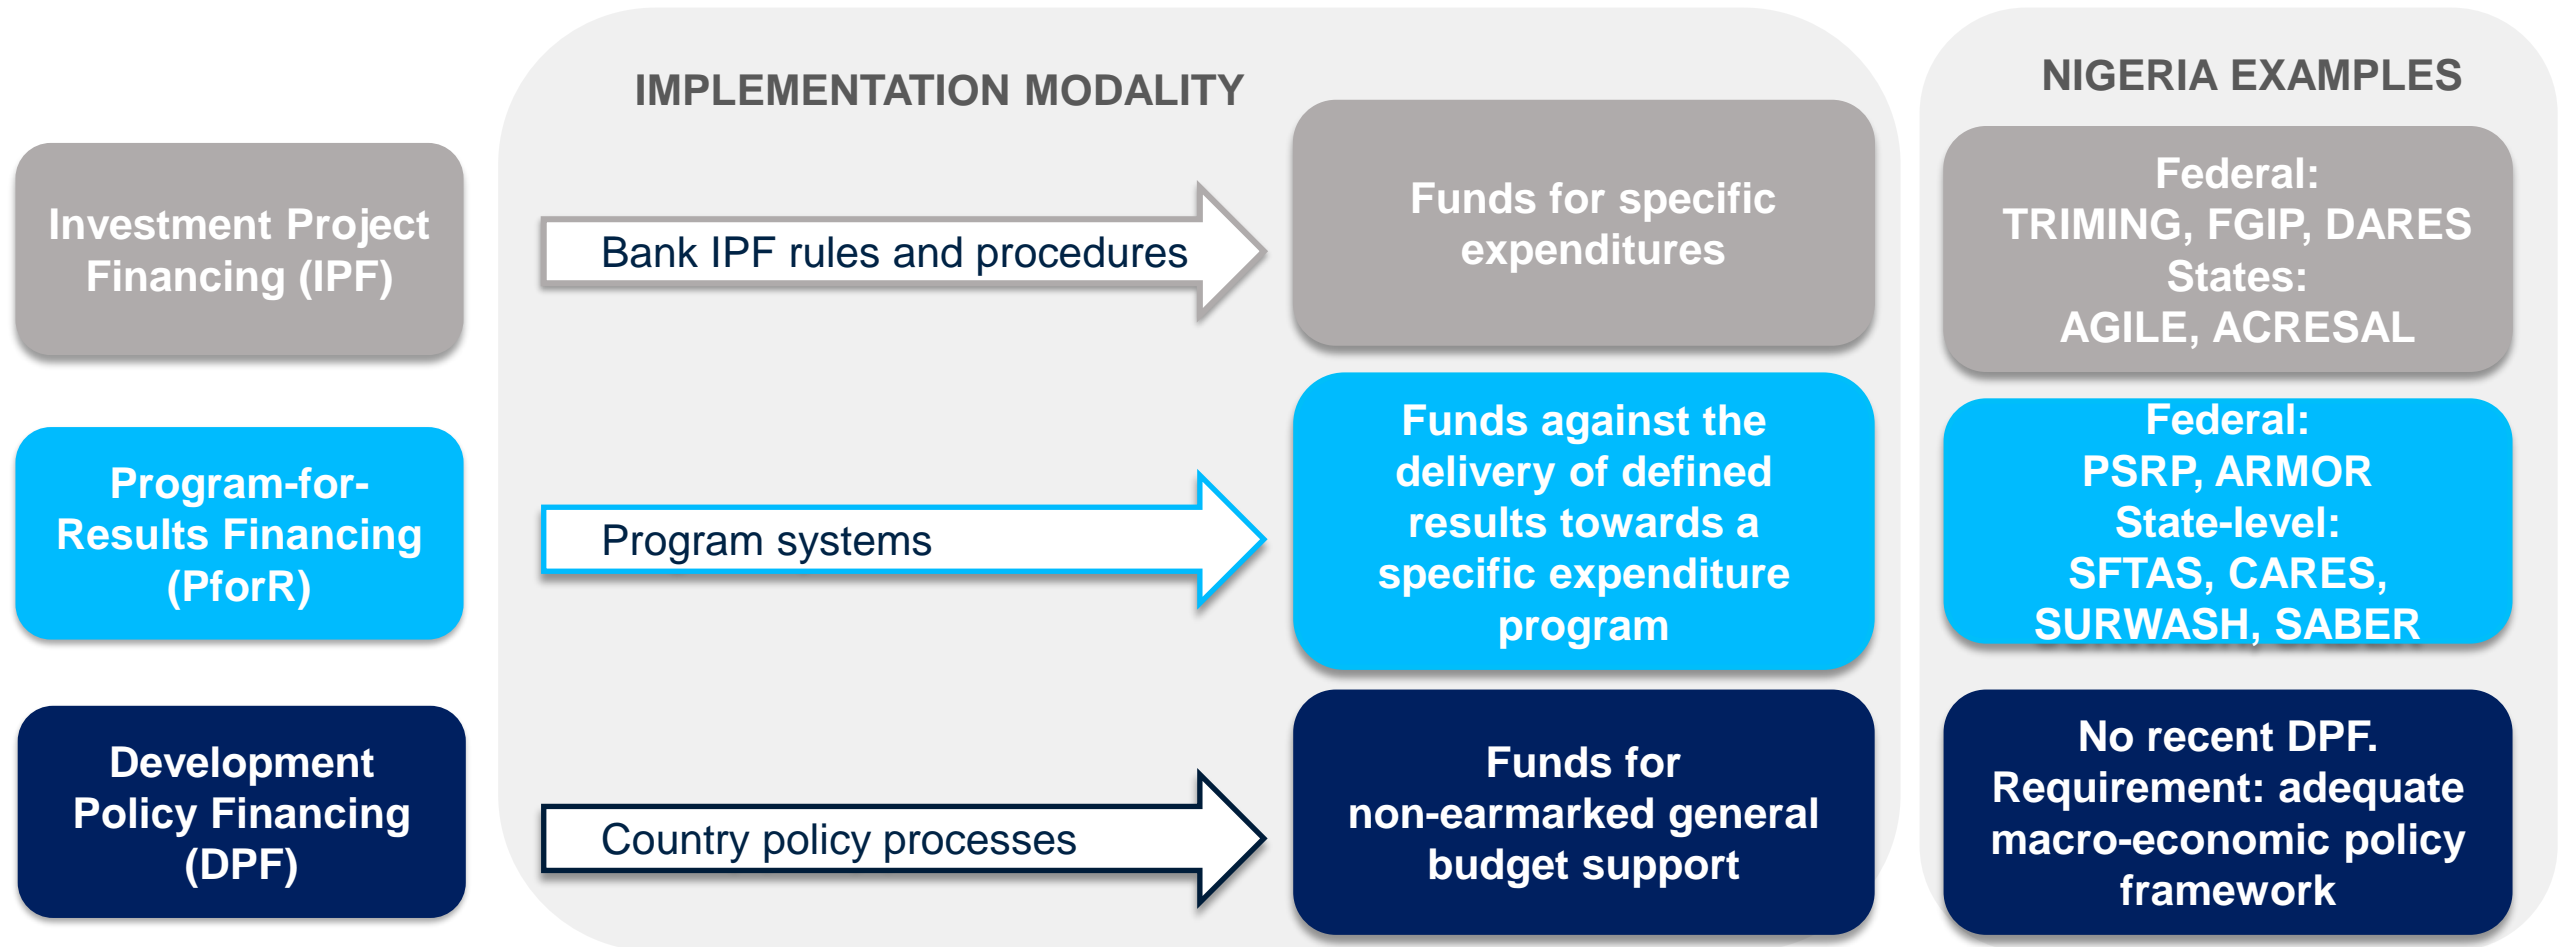 IMPLEMENTATION MODALITY
NIGERIA EXAMPLES
Investment Project
Financing (IPF)
Bank IPF rules and procedures
Funds for specific
expenditures
Federal:
TRIMING, FGIP, DARES
States:
AGILE, ACRESAL
Program-for-
Results Financing
(PforR)
Program systems
Funds against the
delivery of defined
results towards a
specific expenditure
program
Federal:
PSRP, ARMOR
State-level:
SFTAS, CARES,
SURWASH, SABER
Development
Policy Financing
(DPF)
Country policy processes
Funds for
non-earmarked general
budget support
No recent DPF.
Requirement: adequate
macro-economic policy
framework